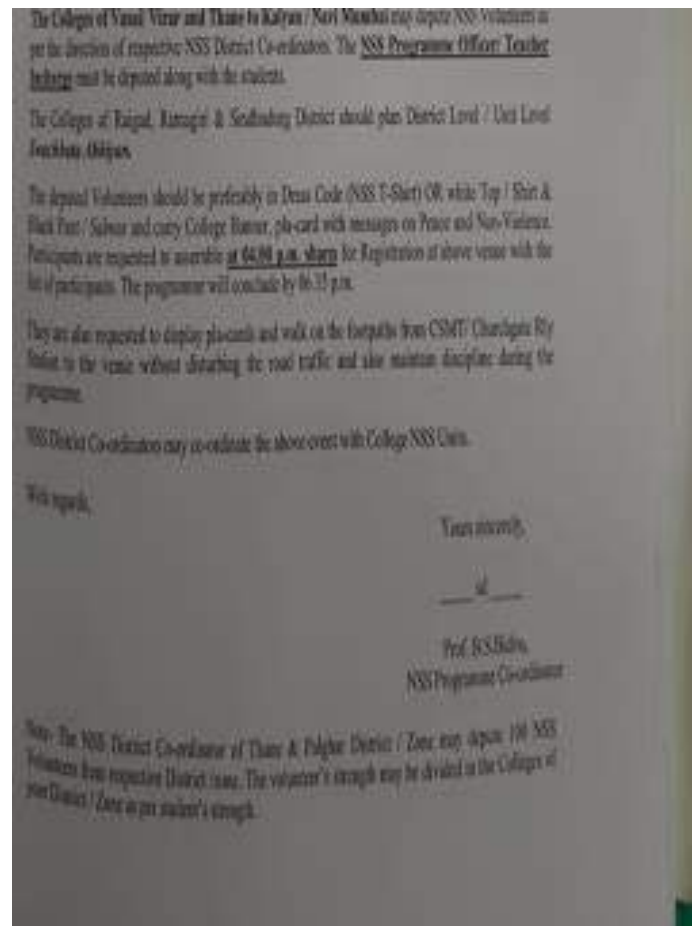 The Colleges of Vasai Virar and Thane to Kalyan / Navi Mumbai may depute NSS Volunteers as
per the direction of respective NSS District Co-ordinators. The NSS Programme Officer/ Teacher
Incharge must be deputed along with the students.
The Colleges of Raigad, Ratnagiri & Sindhudurg District should plan District Level / Unit Level
The deputed Volunteers should be preferably in Dress Code (NSS T-Shirt) OR white Top / Shirt &
Black Pant / Salwar and carry College Banner, pla-card with messages on Peace and Non-Violence.
Participants are requested to assemble at 04.00 p.m. sharp for Registration at above venue with the
list of participants. The programme will conclude by 06.35 p.m.
They are also requested to display pla-cards and walk on the footpaths from CSMT/ Churchgate Rly
Station to the venue without disturbing the road traffic and also maintain discipline during the
programme.
NSS District Co-ordinators may co-ordinate the above event with College NSS Units.
With regards,
Yours sincerely,
Prof. B.S.
NSS Programme Co-ordinator
Note- The NSS District Co-ordinator of Thane & Palghar District / Zone may depute 100 NSS
Volunteers from respective District /zone. The volunteer's strength may be divided in the Colleges of
your District / Zone as per student's strength.